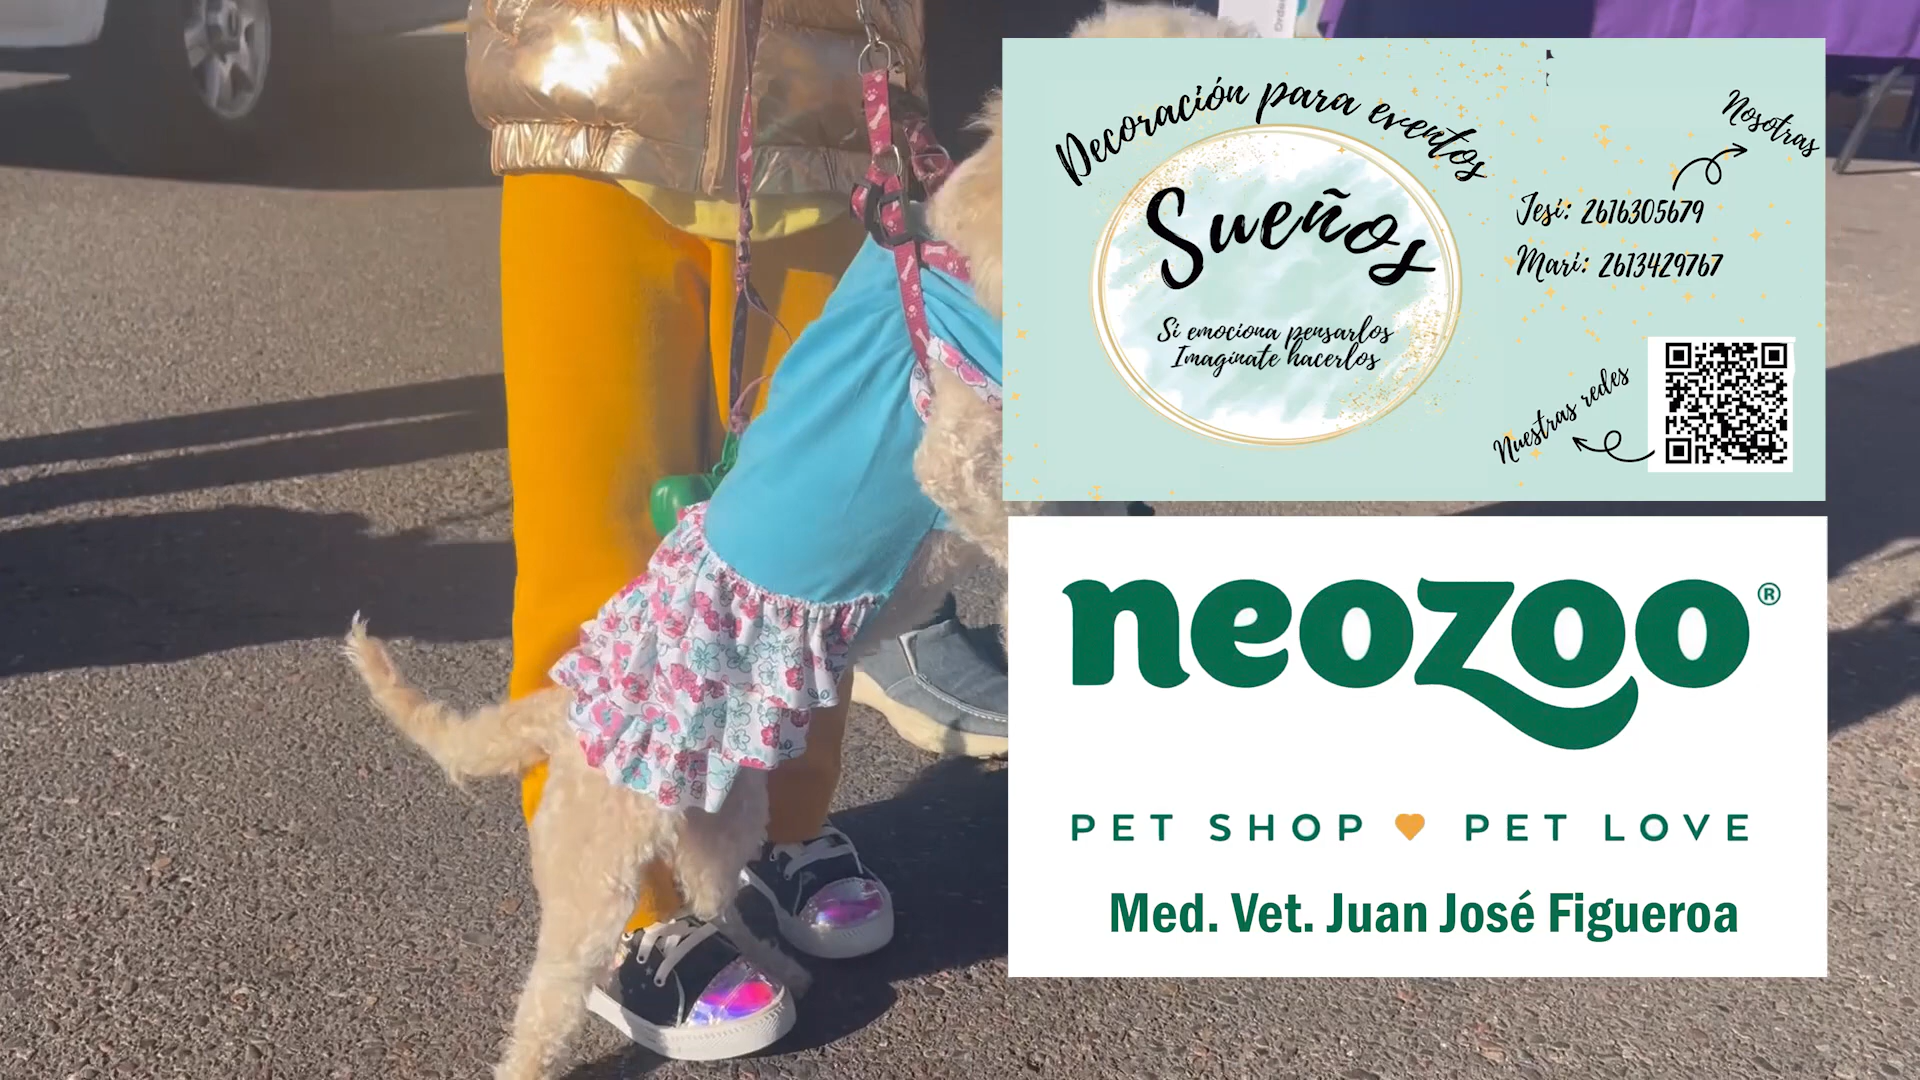 Decoración para eventos
Sueños
Si emociona pensarlos
Imaginate hacerlos
Nosotras
Jesi: 2616305679
Mari: 2613429767
Nuestras redes
neozoo®
PET SHOP PET LOVE
Med. Vet. Juan José Figueroa